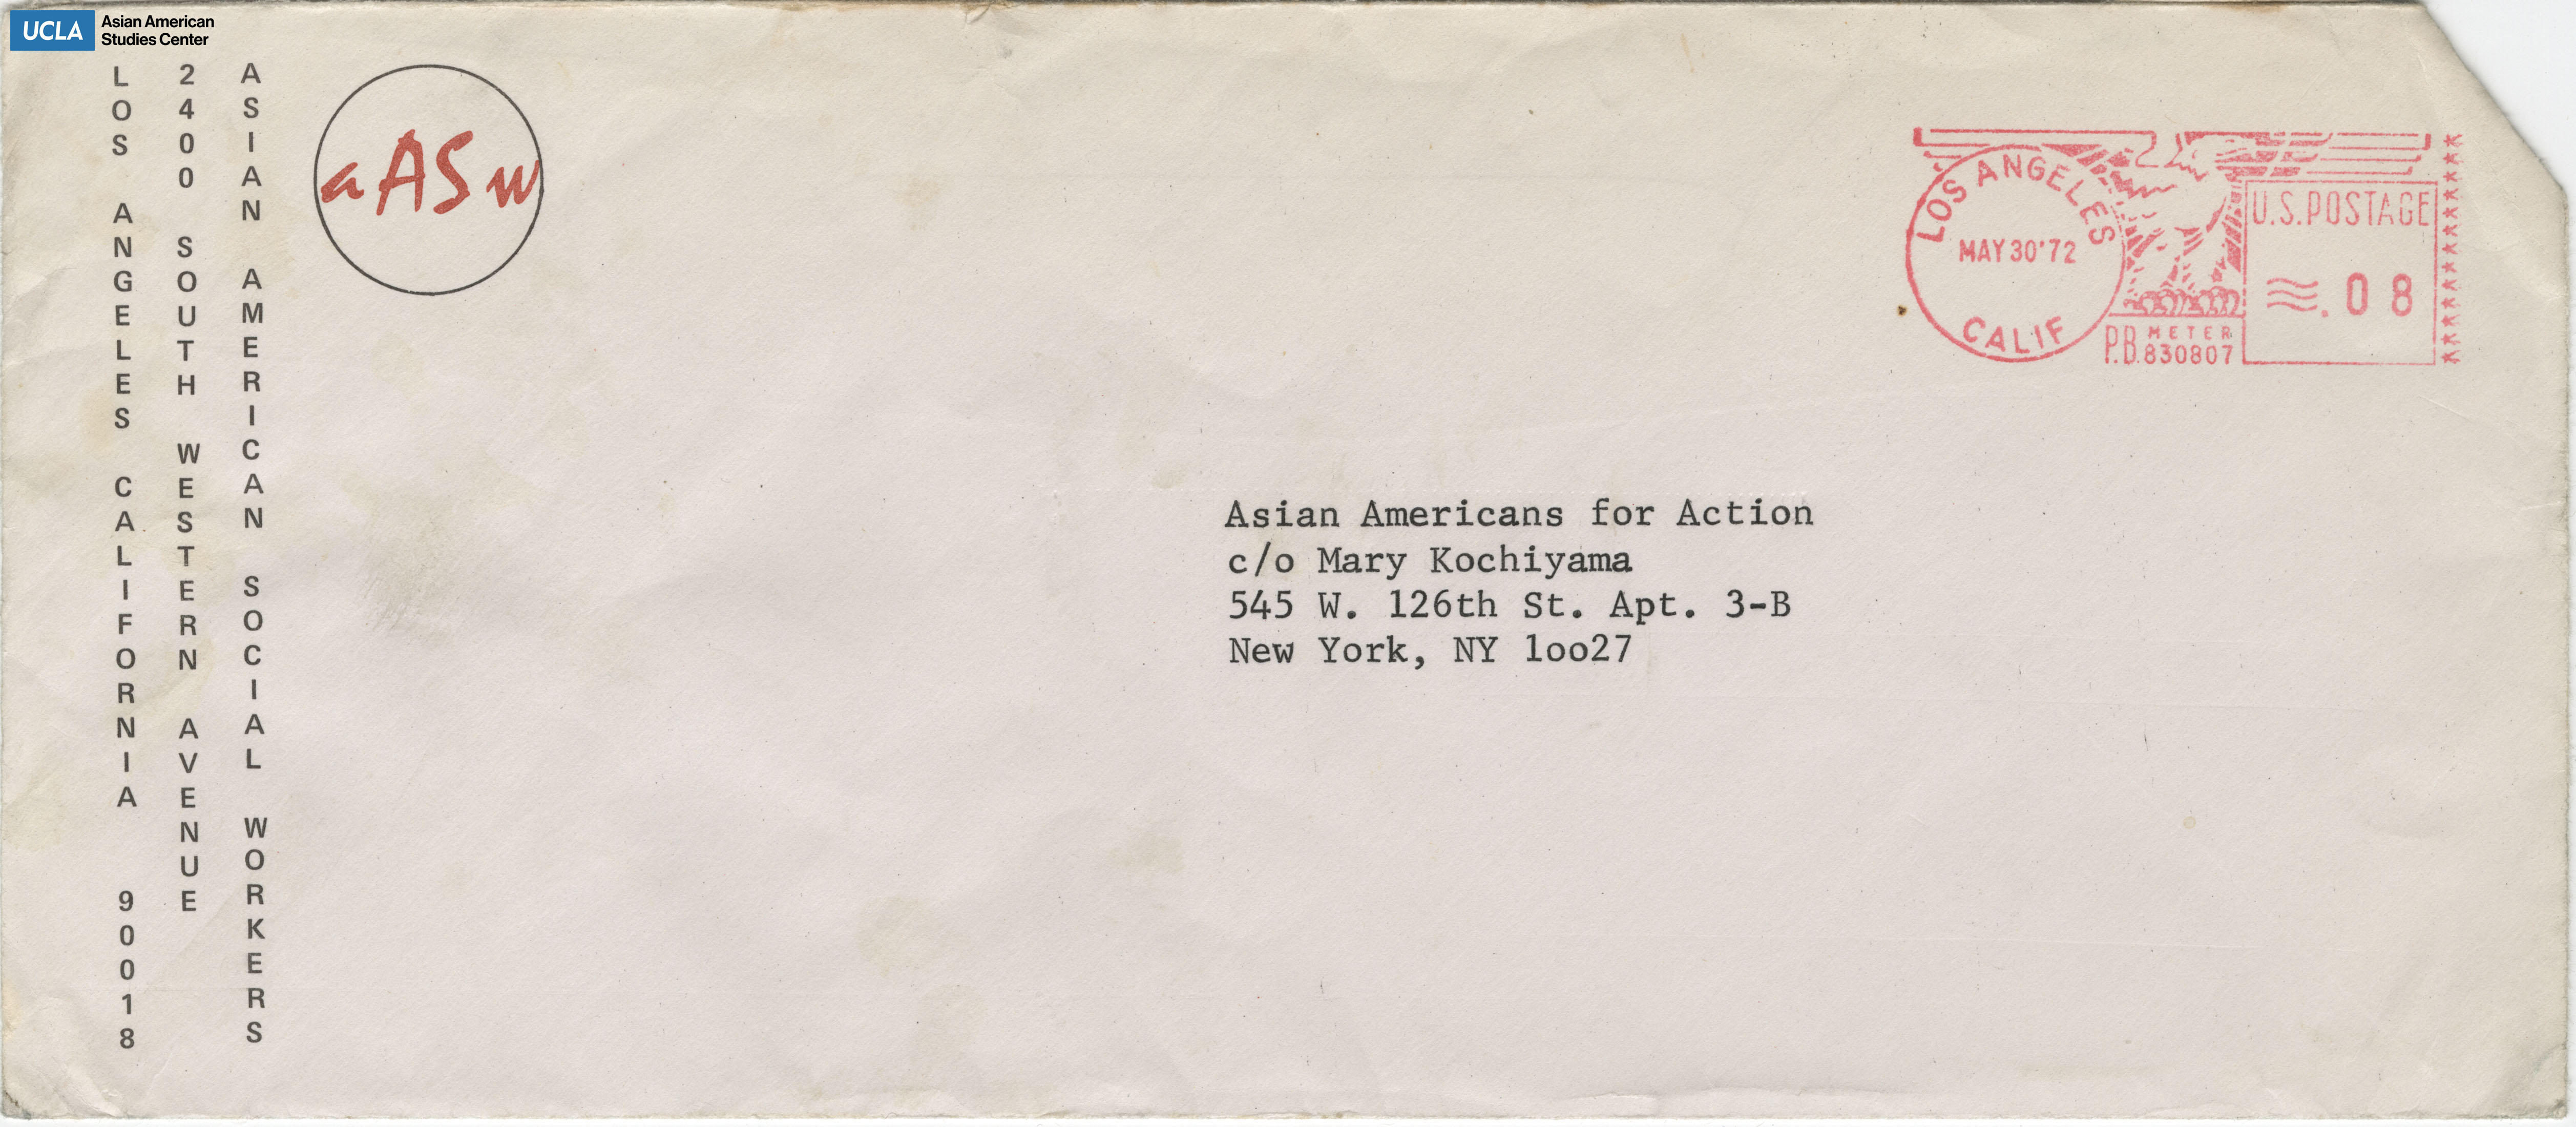 UCLA Asian American
Studies Center
ASIAN AMERICAN SOCIAL WORKERS
2400 SOUTH WESTERN AVENUE
LOS ANGELES CALIFORNIA 90018
aASw
LOS ANGELES
MAY 30'72
CALIF
P.B. METER
830807
U.S. POSTAGE
.08
Asian Americans for Action
c/o Mary Kochiyama
545 W. 126th St. Apt. 3-B
New York, NY 1oo27